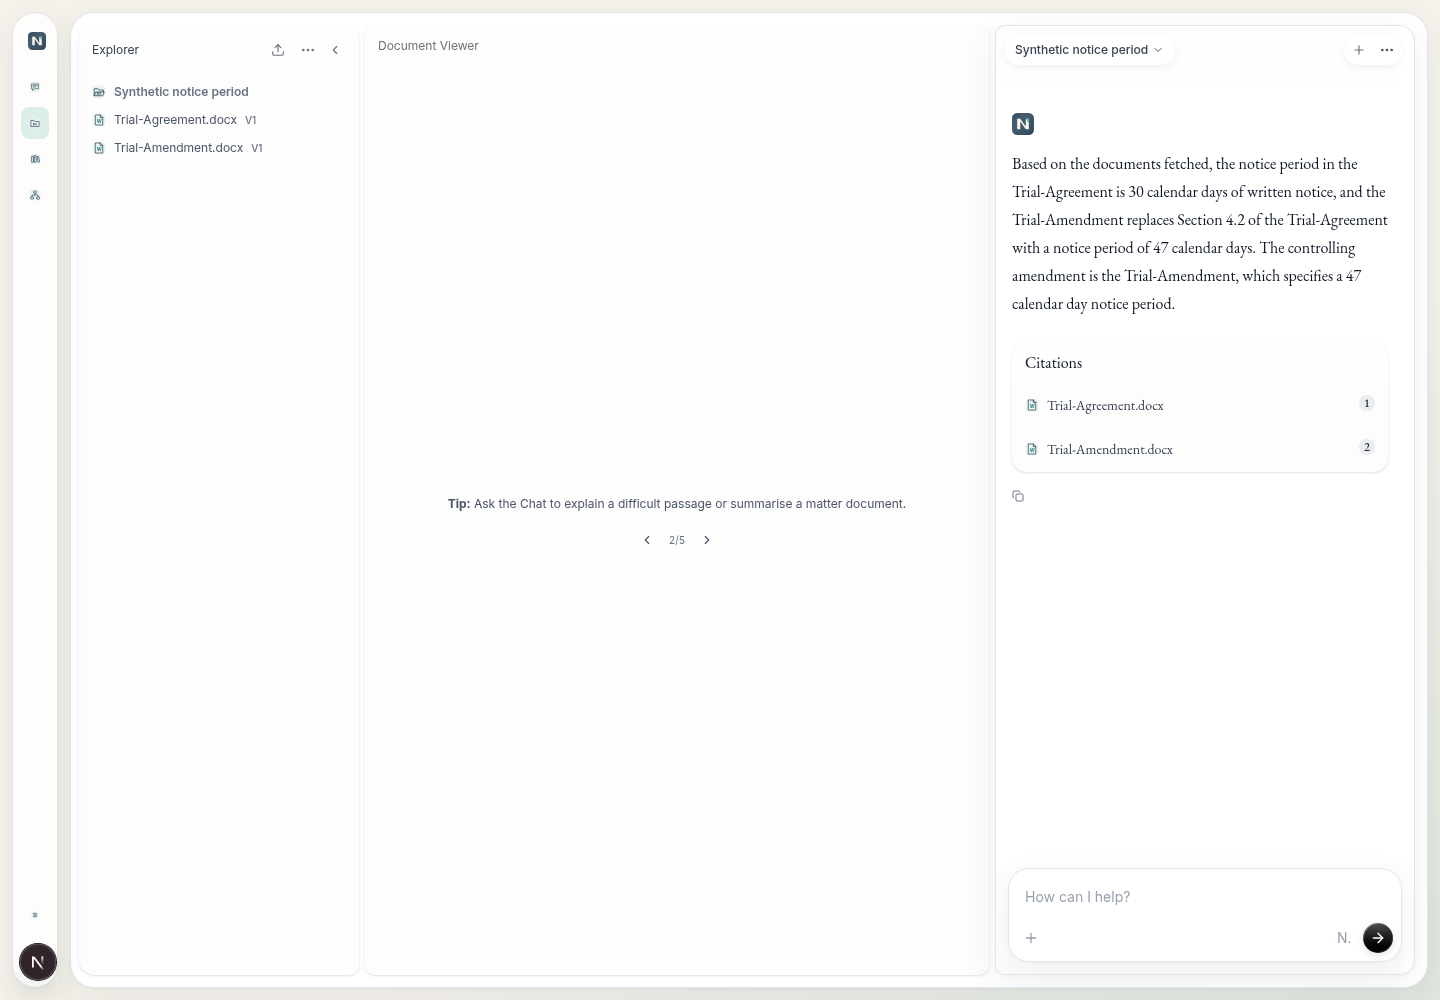 N
Explorer
Synthetic notice period
Trial-Agreement.docx V1
Trial-Amendment.docx V1
N
Document Viewer
Tip: Ask the Chat to explain a difficult passage or summarise a matter document.
2/5
Synthetic notice period
N
Based on the documents fetched, the notice period in the
Trial-Agreement is 30 calendar days of written notice, and the
Trial-Amendment replaces Section 4.2 of the Trial-Agreement
with a notice period of 47 calendar days. The controlling
amendment is the Trial-Amendment, which specifies a 47
calendar day notice period.
Citations
Trial-Agreement.docx 1
Trial-Amendment.docx 2
How can I help?
N.